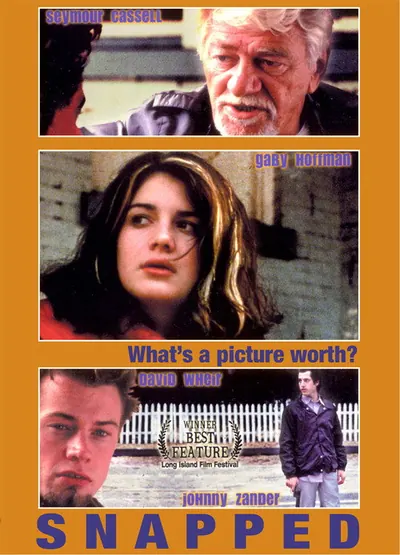 SEYMOUR CASSELL
GABY HOFFMAN
What's a picture worth?
DAVID WHEIR
WINNER
BEST
FEATURE
Long Island Film Festival
JOHNNY ZANDER
SNAPPED